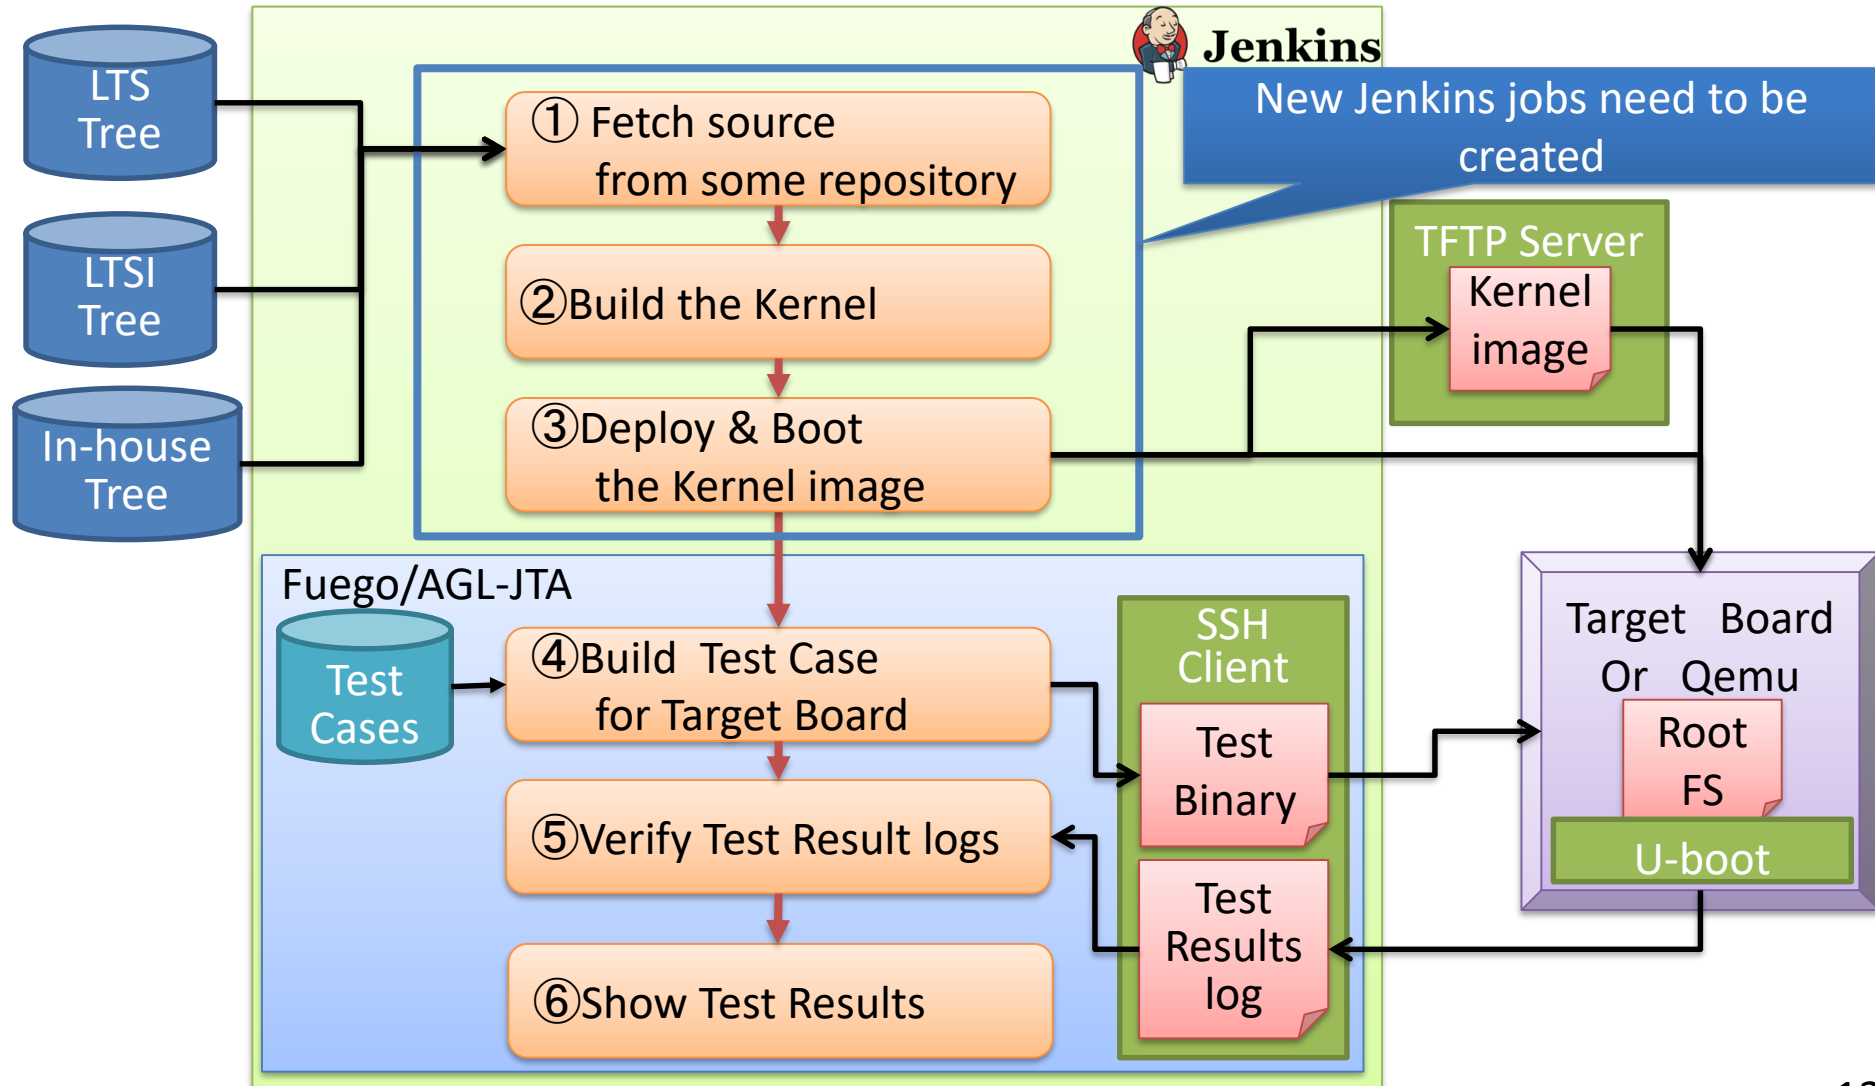 LTS
Tree
LTSI
Tree
In-house
Tree
Jenkins
New Jenkins jobs need to be
created
① Fetch source
from some repository
②Build the Kernel
③Deploy & Boot
the Kernel image
TFTP Server
Kernel
image
Fuego/AGL-JTA
Test
Cases
④Build Test Case
for Target Board
⑤Verify Test Result logs
⑥Show Test Results
SSH
Client
Test
Binary
Test
Results
log
Target Board
Or Qemu
Root
FS
U-boot